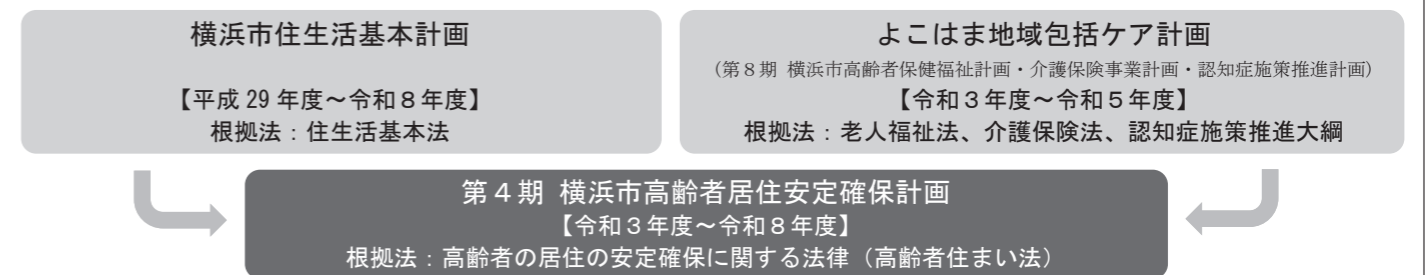 横浜市住生活基本計画
【平成 29 年度～令和８年度】
根拠法：住生活基本法
よこはま地域包括ケア計画
(第８期 横浜市高齢者保健福祉計画・介護保険事業計画・認知症施策推進計画)
【令和３年度～令和５年度】
根拠法：老人福祉法、介護保険法、認知症施策推進大綱
第４期 横浜市高齢者居住安定確保計画
【令和３年度～令和８年度】
根拠法：高齢者の居住の安定確保に関する法律（高齢者住まい法）